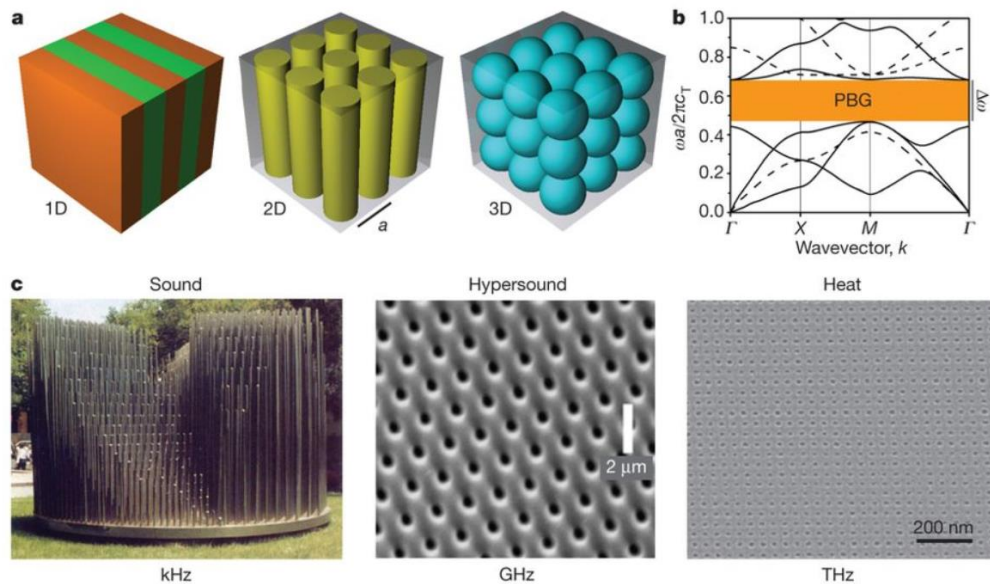 a
1D
2D
a
3D
b
ωa/2πc_T
1.0
0.8
0.6
0.4
0.2
0.0
PBG
Δω
Γ
X
M
Γ
Wavevector, k
c
Sound
Hypersound
Heat
2 μm
200 nm
kHz
GHz
THz